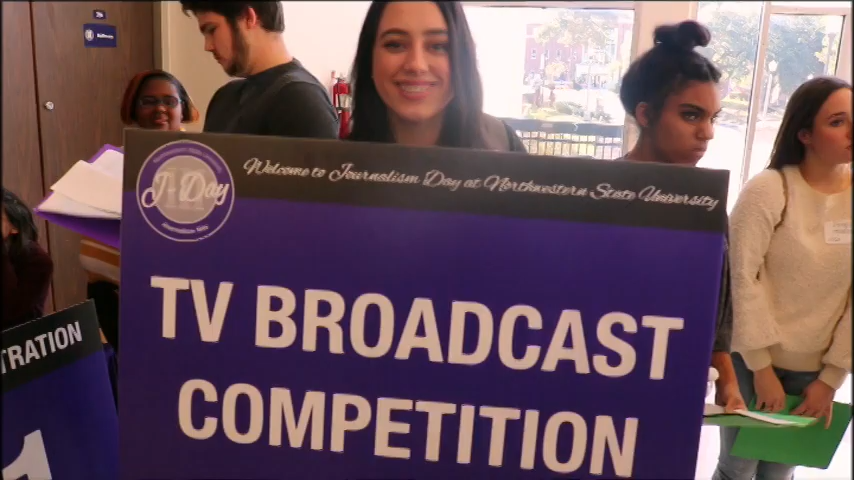 Welcome to Journalism Day at Northwestern State University
J-Day
TV BROADCAST
COMPETITION
TRATION
1